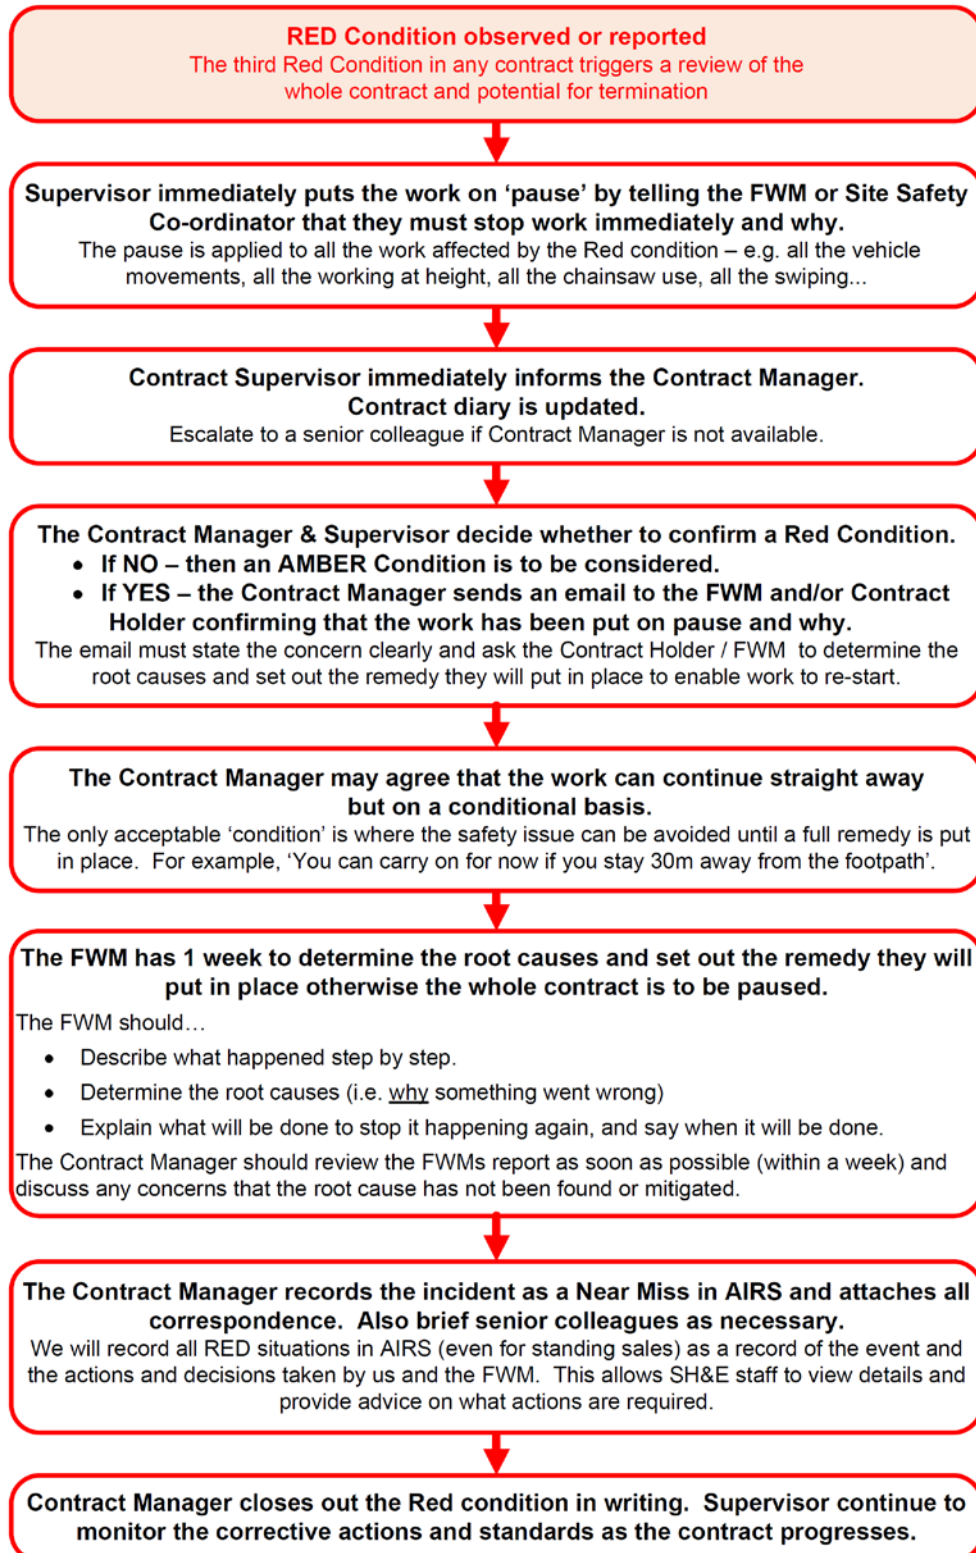 RED Condition observed or reported
The third Red Condition in any contract triggers a review of the
whole contract and potential for termination
Supervisor immediately puts the work on ‘pause’ by telling the FWM or Site Safety
Co-ordinator that they must stop work immediately and why.
The pause is applied to all the work affected by the Red condition – e.g. all the vehicle
movements, all the working at height, all the chainsaw use, all the swiping...
Contract Supervisor immediately informs the Contract Manager.
Contract diary is updated.
Escalate to a senior colleague if Contract Manager is not available.
The Contract Manager & Supervisor decide whether to confirm a Red Condition.
• If NO – then an AMBER Condition is to be considered.
• If YES – the Contract Manager sends an email to the FWM and/or Contract
Holder confirming that the work has been put on pause and why.
The email must state the concern clearly and ask the Contract Holder / FWM to determine the
root causes and set out the remedy they will put in place to enable work to re-start.
The Contract Manager may agree that the work can continue straight away
but on a conditional basis.
The only acceptable ‘condition’ is where the safety issue can be avoided until a full remedy is put
in place. For example, ‘You can carry on for now if you stay 30m away from the footpath’.
The FWM has 1 week to determine the root causes and set out the remedy they will
put in place otherwise the whole contract is to be paused.
The FWM should…
• Describe what happened step by step.
• Determine the root causes (i.e. why something went wrong)
• Explain what will be done to stop it happening again, and say when it will be done.
The Contract Manager should review the FWMs report as soon as possible (within a week) and
discuss any concerns that the root cause has not been found or mitigated.
The Contract Manager records the incident as a Near Miss in AIRS and attaches all
correspondence. Also brief senior colleagues as necessary.
We will record all RED situations in AIRS (even for standing sales) as a record of the event and
the actions and decisions taken by us and the FWM. This allows SH&E staff to view details and
provide advice on what actions are required.
Contract Manager closes out the Red condition in writing. Supervisor continue to
monitor the corrective actions and standards as the contract progresses.